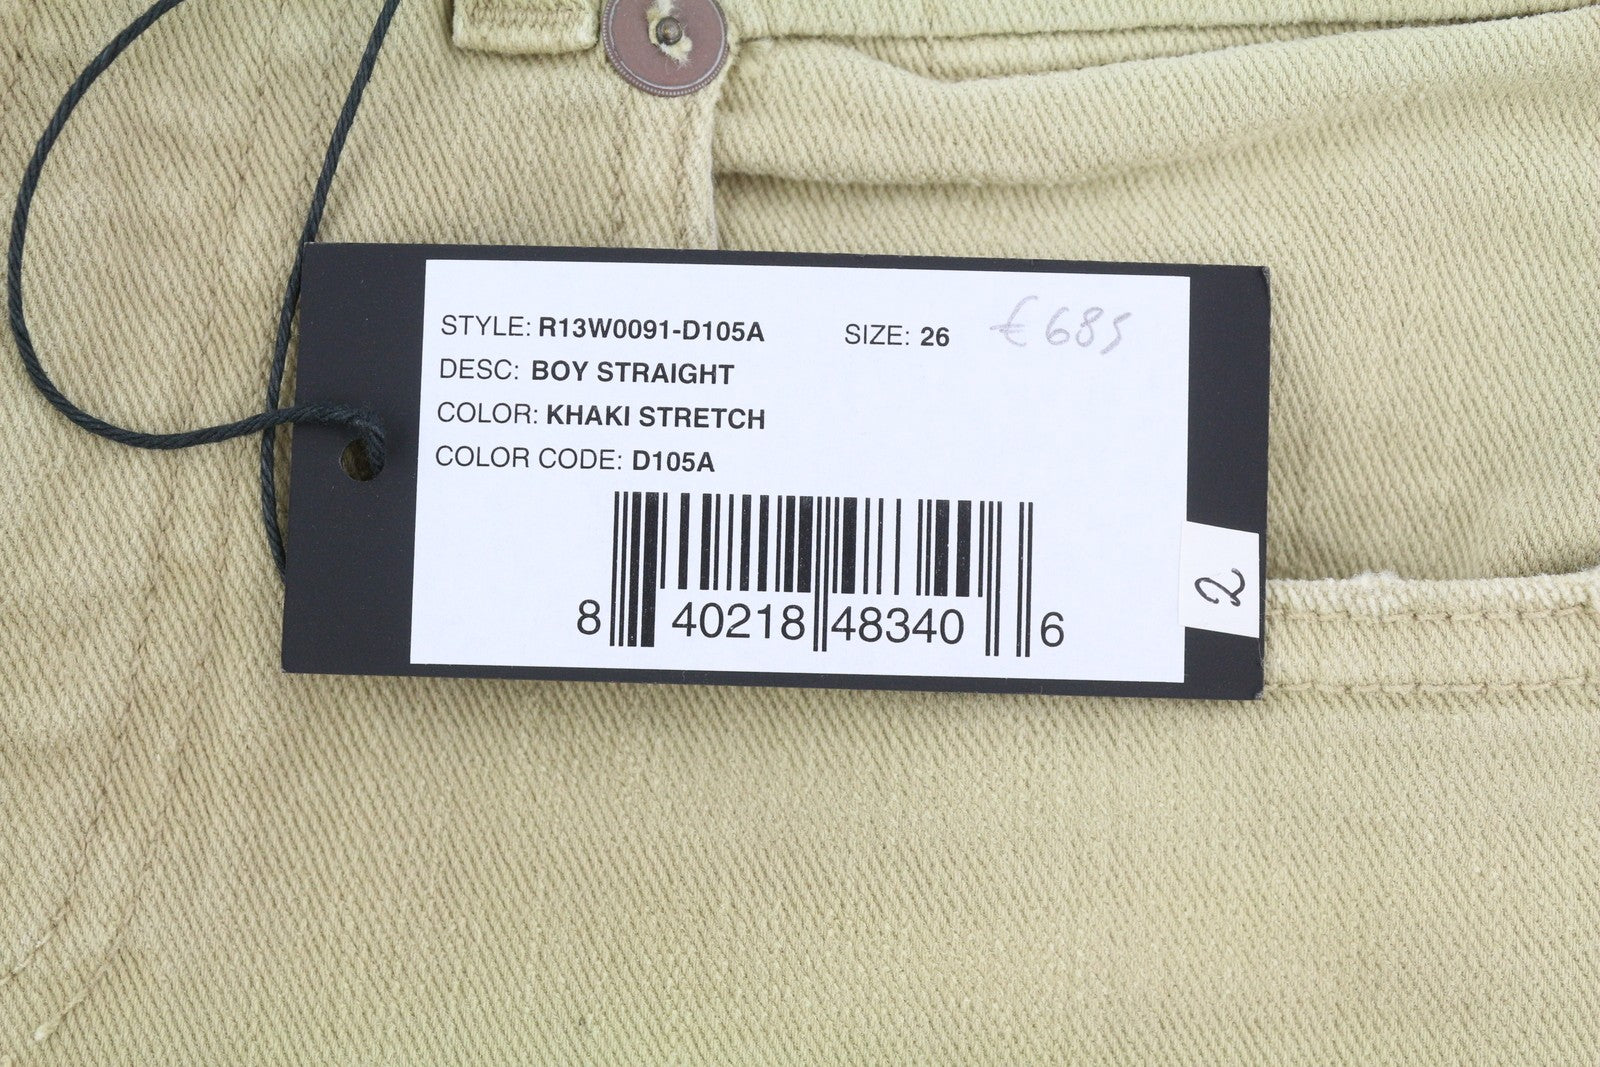 STYLE: R13W0091-D105A SIZE: 26 € 685
DESC: BOY STRAIGHT
COLOR: KHAKI STRETCH
COLOR CODE: D105A
8 40218 48340 6
2